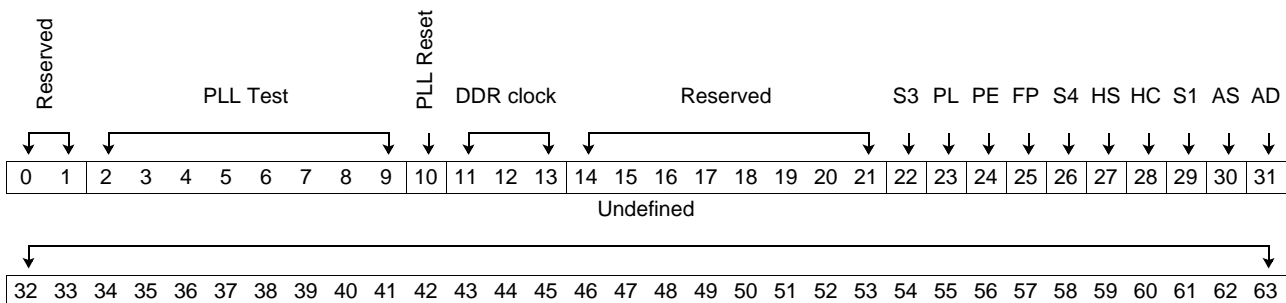 Reserved
PLL Test
PLL Reset
DDR clock
Reserved
S3 PL PE FP S4 HS HC S1 AS AD
0 1 2 3 4 5 6 7 8 9 10 11 12 13 14 15 16 17 18 19 20 21 22 23 24 25 26 27 28 29 30 31
Undefined
32 33 34 35 36 37 38 39 40 41 42 43 44 45 46 47 48 49 50 51 52 53 54 55 56 57 58 59 60 61 62 63